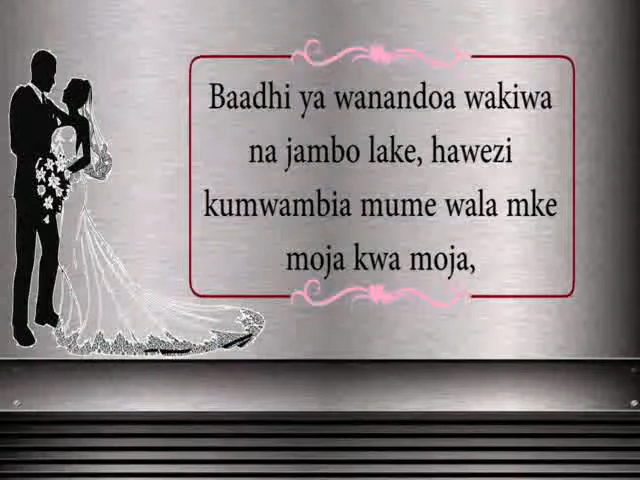 Baadhi ya wanandoa wakiwa
na jambo lake, hawezi
kumwambia mume wala mke
moja kwa moja,